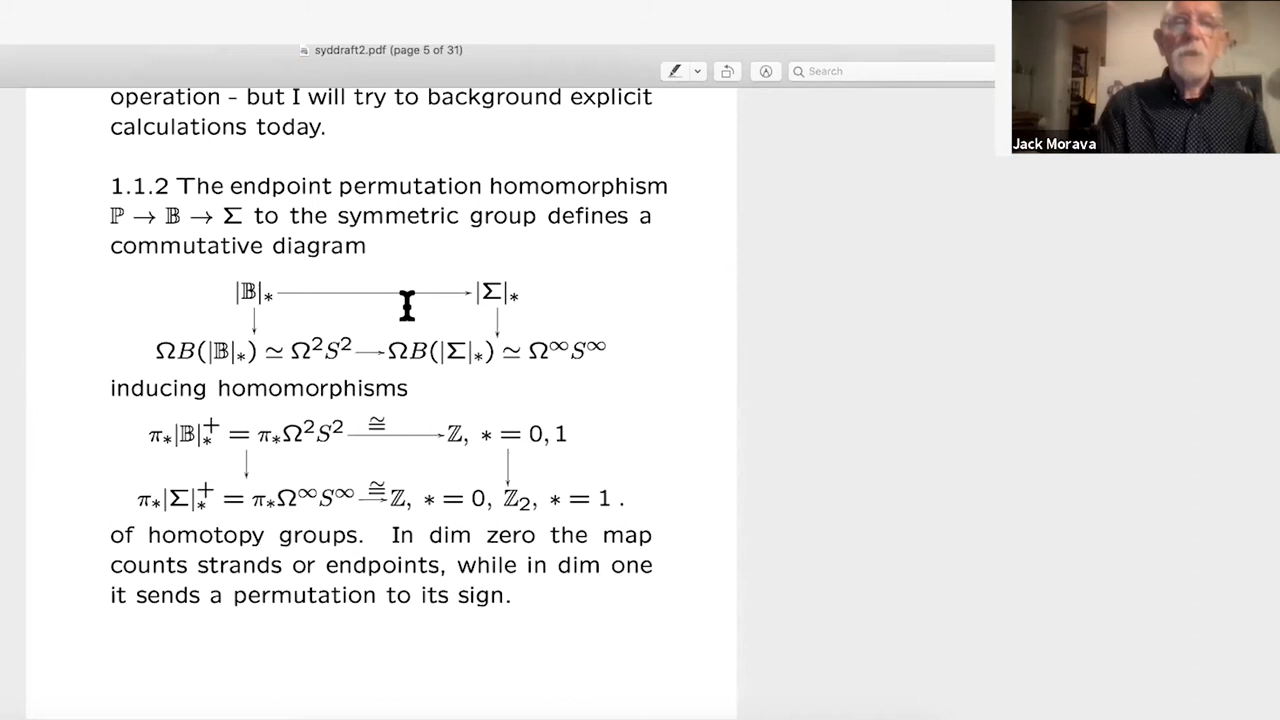 syddraft2.pdf (page 5 of 31)
Search
Jack Morava
operation - but I will try to background explicit
calculations today.
1.1.2 The endpoint permutation homomorphism
ℙ → 𝔹 → Σ to the symmetric group defines a
commutative diagram
|𝔹|∗ → |Σ|∗
ΩB(|𝔹|∗) ≃ Ω²S² → ΩB(|Σ|∗) ≃ Ω^∞S^∞
inducing homomorphisms
π∗|𝔹|∗⁺ = π∗Ω²S² ≅→ ℤ, ∗ = 0, 1
π∗|Σ|∗⁺ = π∗Ω^∞S^∞ ≅→ ℤ, ∗ = 0, ℤ₂, ∗ = 1 .
of homotopy groups. In dim zero the map
counts strands or endpoints, while in dim one
it sends a permutation to its sign.